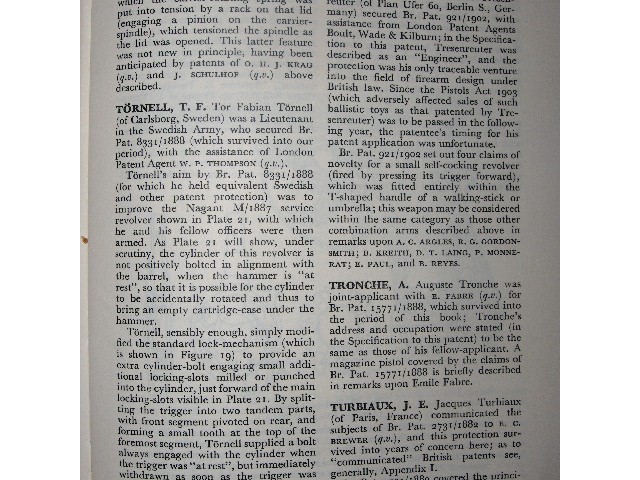 put into tension by a rack on that lid
(engaging a pinion on the carrier-
spindle), which tensioned the spindle as
the lid was opened. This latter feature
was not new in principle, having been
anticipated by patents of O. H. J. KRAG
(q.v.) and J. SCHULHOF (q.v.) above
described.
TÖRNELL, T. F. Tor Fabian Törnell
(of Carlsborg, Sweden) was a Lieutenant
in the Swedish Army, who secured Br.
Pat. 8331/1888 (which survived into our
period), with the assistance of London
Patent Agent W. P. THOMPSON (q.v.).
Törnell's aim by Br. Pat. 8331/1888
(for which he held equivalent Swedish
and other patent protection) was to
improve the Nagant M/1887 service
revolver shown in Plate 21, with which
he and his fellow officers were then
armed. As Plate 21 will show, under
scrutiny, the cylinder of this revolver is
not positively bolted in alignment with
the barrel, when the hammer is "at
rest", so that it is possible for the cylinder
to be accidentally rotated and thus to
bring an empty cartridge-case under the
hammer.
Törnell, sensibly enough, simply modi-
fied the standard lock-mechanism (which
is shown in Figure 19) to provide an
extra cylinder-bolt engaging small addi-
tional locking-slots milled or punched
into the cylinder, just forward of the main
locking-slots visible in Plate 21. By split-
ting the trigger into two tandem parts,
with front segment pivoted on rear, and
forming a small tooth at the top of the
foremost segment, Törnell supplied a bolt
always engaged with the cylinder when
the trigger was "at rest", but immediately
withdrawn as soon as the trigger was
reuter (of Plan Ufer 60, Berlin S., Ger-
many) secured Br. Pat. 921/1902, with
assistance from London Patent Agents
Boult, Wade & Kilburn; in the Specifica-
tion to this patent, Tresenreuter was
described as an "Engineer", and the
protection was his only traceable venture
into the field of firearm design under
British law. Since the Pistols Act 1903
(which adversely affected sales of such
ballistic toys as that patented by Tre-
senreuter) was to be passed in the follow-
ing year, the patentee's timing for his
patent application was unfortunate.
Br. Pat. 921/1902 set out four claims of
novelty for a small self-cocking revolver
(fired by pressing its trigger forward),
which was fitted entirely within the
T-shaped handle of a walking-stick or
umbrella; this weapon may be considered
within the same category as those other
combination arms described above in
remarks upon A. C. ARGLES, R. G. GORDON-
SMITH; B. KREITH, D. T. LAING, P. MONNE-
RAT; E. PAUL, and B. REYES.
TRONCHE, A. Auguste Tronche was
joint-applicant with E. FABRE (q.v.) for
Br. Pat. 15771/1888, which survived into
the period of this book; Tronche's
address and occupation were stated (in
the Specification to this patent) to be the
same as those of his fellow-applicant. A
magazine pistol covered by the claims of
Br. Pat. 15771/1888 is briefly described
in remarks upon Emile Fabre.
TURBIAUX, J. E. Jacques Turbiaux
(of Paris, France) communicated the
subjects of Br. Pat. 2731/1882 to E. C.
BREWER (q.v.), and this protection sur-
vived into years of concern here; as to
"communicated" British patents see,
generally, Appendix I.
covered the princi-